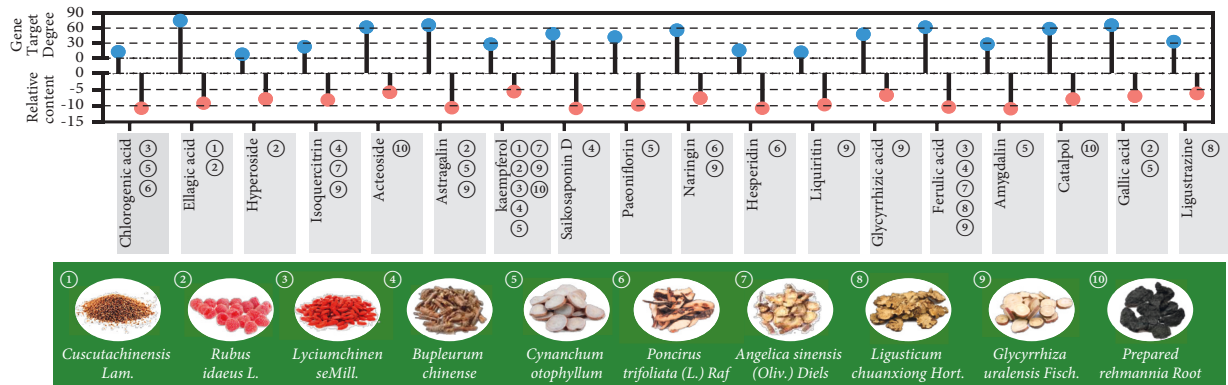 Gene
Target
Degree
90
60
30
0
Relative
content
0
-5
-10
-15
Chlorogenic acid
③
⑤
⑥
Ellagic acid
①
②
Hyperoside
②
Isoquercitrin
④
⑦
⑨
Acteoside
⑩
Astragalin
②
⑤
⑨
kaempferol
① ⑦
② ⑨
③ ⑩
④
⑤
Saikosaponin D
④
Paeoniflorin
⑤
Naringin
⑥
⑨
Hesperidin
⑥
Liquiritin
⑨
Glycyrrhizic acid
⑨
Ferulic acid
③
④
⑦
⑧
⑨
Amygdalin
⑤
Catalpol
⑩
Gallic acid
②
⑤
Ligustrazine
⑧
①
Cuscutachinensis
Lam.
②
Rubus
idaeus L.
③
Lyciumchinen
seMill.
④
Bupleurum
chinense
⑤
Cynanchum
otophyllum
⑥
Poncirus
trifoliata (L.) Raf
⑦
Angelica sinensis
(Oliv.) Diels
⑧
Ligusticum
chuanxiong Hort.
⑨
Glycyrrhiza
uralensis Fisch.
⑩
Prepared
rehmannia Root